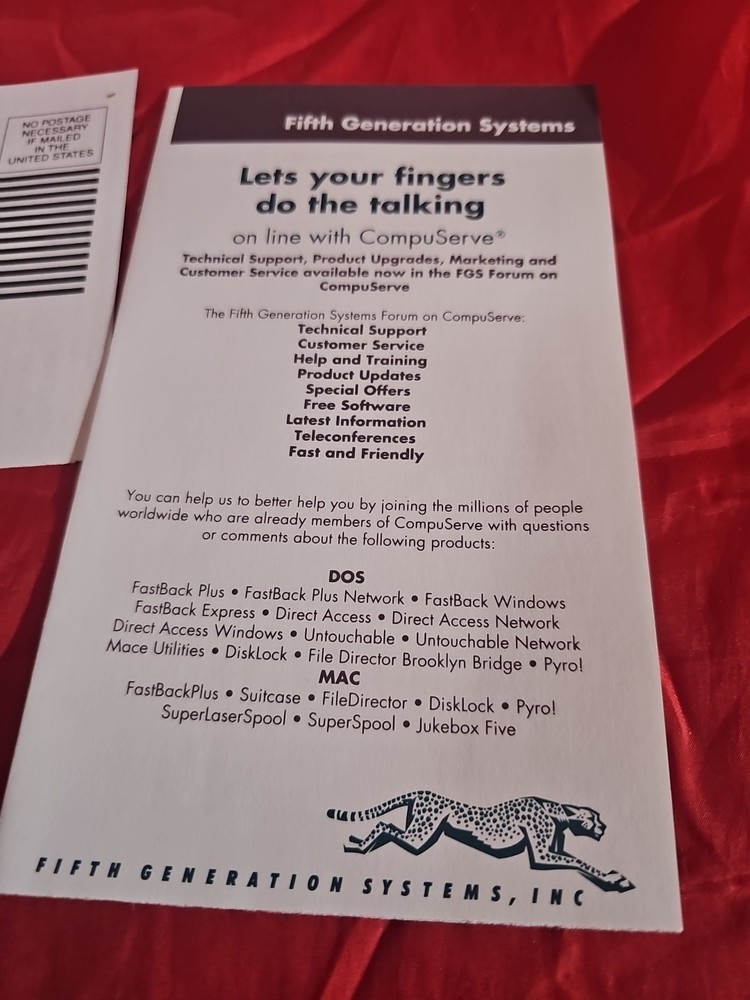 NO POSTAGE
NECESSARY
IF MAILED
IN THE
UNITED STATES
Fifth Generation Systems
Lets your fingers
do the talking
on line with CompuServe®
Technical Support, Product Upgrades, Marketing and
Customer Service available now in the FGS Forum on
CompuServe
The Fifth Generation Systems Forum on CompuServe:
Technical Support
Customer Service
Help and Training
Product Updates
Special Offers
Free Software
Latest Information
Teleconferences
Fast and Friendly
You can help us to better help you by joining the millions of people
worldwide who are already members of CompuServe with questions
or comments about the following products:
DOS
FastBack Plus • FastBack Plus Network • FastBack Windows
FastBack Express • Direct Access • Direct Access Network
Direct Access Windows • Untouchable • Untouchable Network
Mace Utilities • DiskLock • File Director Brooklyn Bridge • Pyro!
MAC
FastBackPlus • Suitcase • FileDirector • DiskLock • Pyro!
SuperLaserSpool • SuperSpool • Jukebox Five
FIFTH GENERATION SYSTEMS, INC